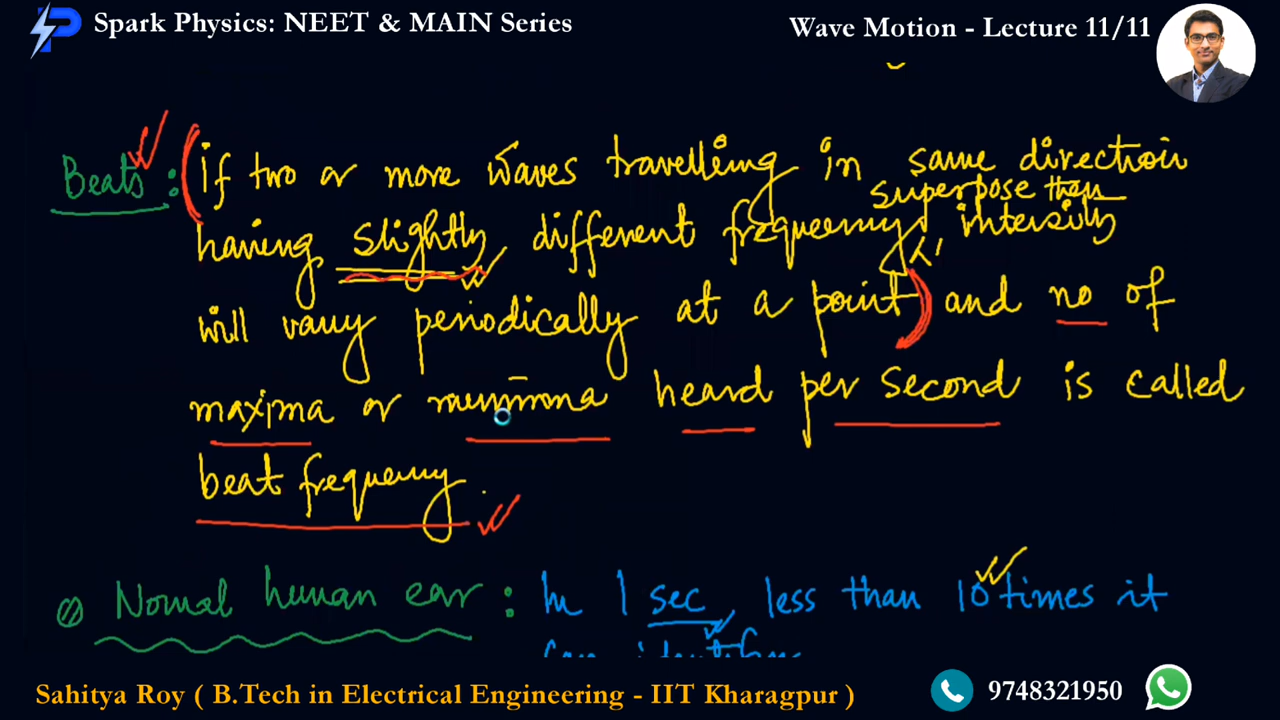 Spark Physics: NEET & MAIN Series
Wave Motion - Lecture 11/11
Beats : (if two or more waves travelling in same direction
superpose then
having slightly different frequency, intensity
will vary periodically at a point) and no of
maxima or minima heard per second is called
beat frequency.
Normal human ear : In 1 sec, less than 10 times it
can identify
Sahitya Roy ( B.Tech in Electrical Engineering - IIT Kharagpur )
9748321950